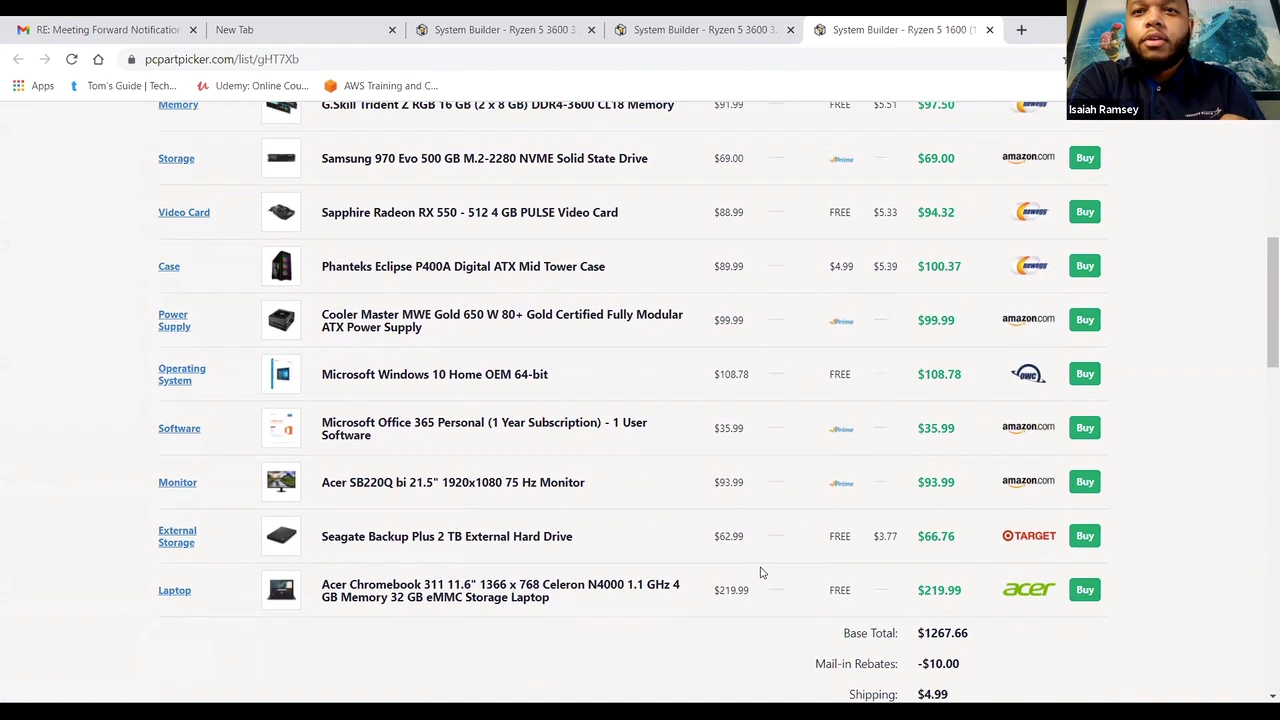 RE: Meeting Forward Notification
New Tab
System Builder - Ryzen 5 3600 3
System Builder - Ryzen 5 3600 3.
System Builder - Ryzen 5 1600 (1
pcpartpicker.com/list/gHT7Xb
Apps
Tom's Guide | Tech...
Udemy: Online Cou...
AWS Training and C...
Isaiah Ramsey
Memory G.Skill Trident Z RGB 16 GB (2 x 8 GB) DDR4-3600 CL18 Memory $91.99 FREE $5.51 $97.50 newegg
Storage Samsung 970 Evo 500 GB M.2-2280 NVME Solid State Drive $69.00 Prime $69.00 amazon.com Buy
Video Card Sapphire Radeon RX 550 - 512 4 GB PULSE Video Card $88.99 FREE $5.33 $94.32 newegg Buy
Case Phanteks Eclipse P400A Digital ATX Mid Tower Case $89.99 $4.99 $5.39 $100.37 newegg Buy
Power Supply Cooler Master MWE Gold 650 W 80+ Gold Certified Fully Modular
ATX Power Supply $99.99 Prime $99.99 amazon.com Buy
Operating System Microsoft Windows 10 Home OEM 64-bit $108.78 FREE $108.78 OWC Buy
Software Microsoft Office 365 Personal (1 Year Subscription) - 1 User
Software $35.99 Prime $35.99 amazon.com Buy
Monitor Acer SB220Q bi 21.5" 1920x1080 75 Hz Monitor $93.99 Prime $93.99 amazon.com Buy
External Storage Seagate Backup Plus 2 TB External Hard Drive $62.99 FREE $3.77 $66.76 TARGET Buy
Laptop Acer Chromebook 311 11.6" 1366 x 768 Celeron N4000 1.1 GHz 4
GB Memory 32 GB eMMC Storage Laptop $219.99 FREE $219.99 acer Buy
Base Total: $1267.66
Mail-in Rebates: -$10.00
Shipping: $4.99